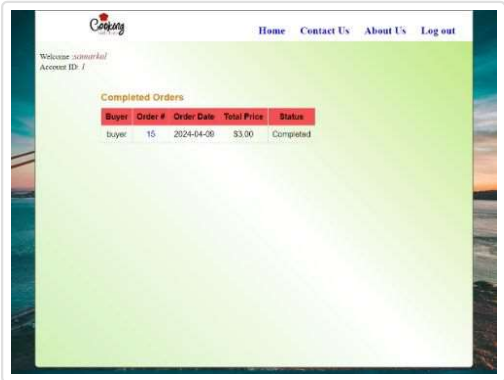 Cooking
Home Contact Us About Us Log out
Welcome :samarkal
Account ID: 1
Completed Orders
Buyer Order # Order Date Total Price Status
buyer 15 2024-04-09 $3.00 Completed